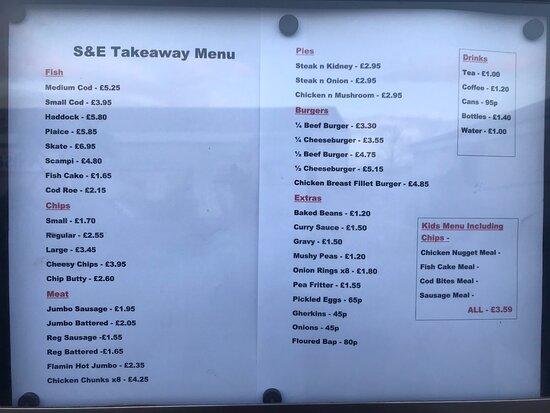 S&E Takeaway Menu
Fish
Medium Cod - £5.25
Small Cod - £3.95
Haddock - £5.80
Plaice - £5.85
Skate - £6.95
Scampi - £4.80
Fish Cake - £1.65
Cod Roe - £2.15
Chips
Small - £1.70
Regular - £2.55
Large - £3.45
Cheesy Chips - £3.95
Chip Butty - £2.60
Meat
Jumbo Sausage - £1.95
Jumbo Battered - £2.05
Reg Sausage -£1.55
Reg Battered -£1.65
Flamin Hot Jumbo - £2.35
Chicken Chunks x8 - £4.25
Pies
Steak n Kidney - £2.95
Steak n Onion - £2.95
Chicken n Mushroom - £2.95
Burgers
¼ Beef Burger - £3.30
¼ Cheeseburger - £3.55
½ Beef Burger - £4.75
½ Cheeseburger - £5.15
Chicken Breast Fillet Burger - £4.85
Extras
Baked Beans - £1.20
Curry Sauce - £1.50
Gravy - £1.50
Mushy Peas - £1.20
Onion Rings x8 - £1.80
Pea Fritter - £1.55
Pickled Eggs - 65p
Gherkins - 45p
Onions - 45p
Floured Bap - 80p
Drinks
Tea - £1.00
Coffee - £1.20
Cans - 95p
Bottles - £1.40
Water - £1.00
Kids Menu Including
Chips -
Chicken Nugget Meal -
Fish Cake Meal -
Cod Bites Meal -
Sausage Meal -
ALL - £3.59